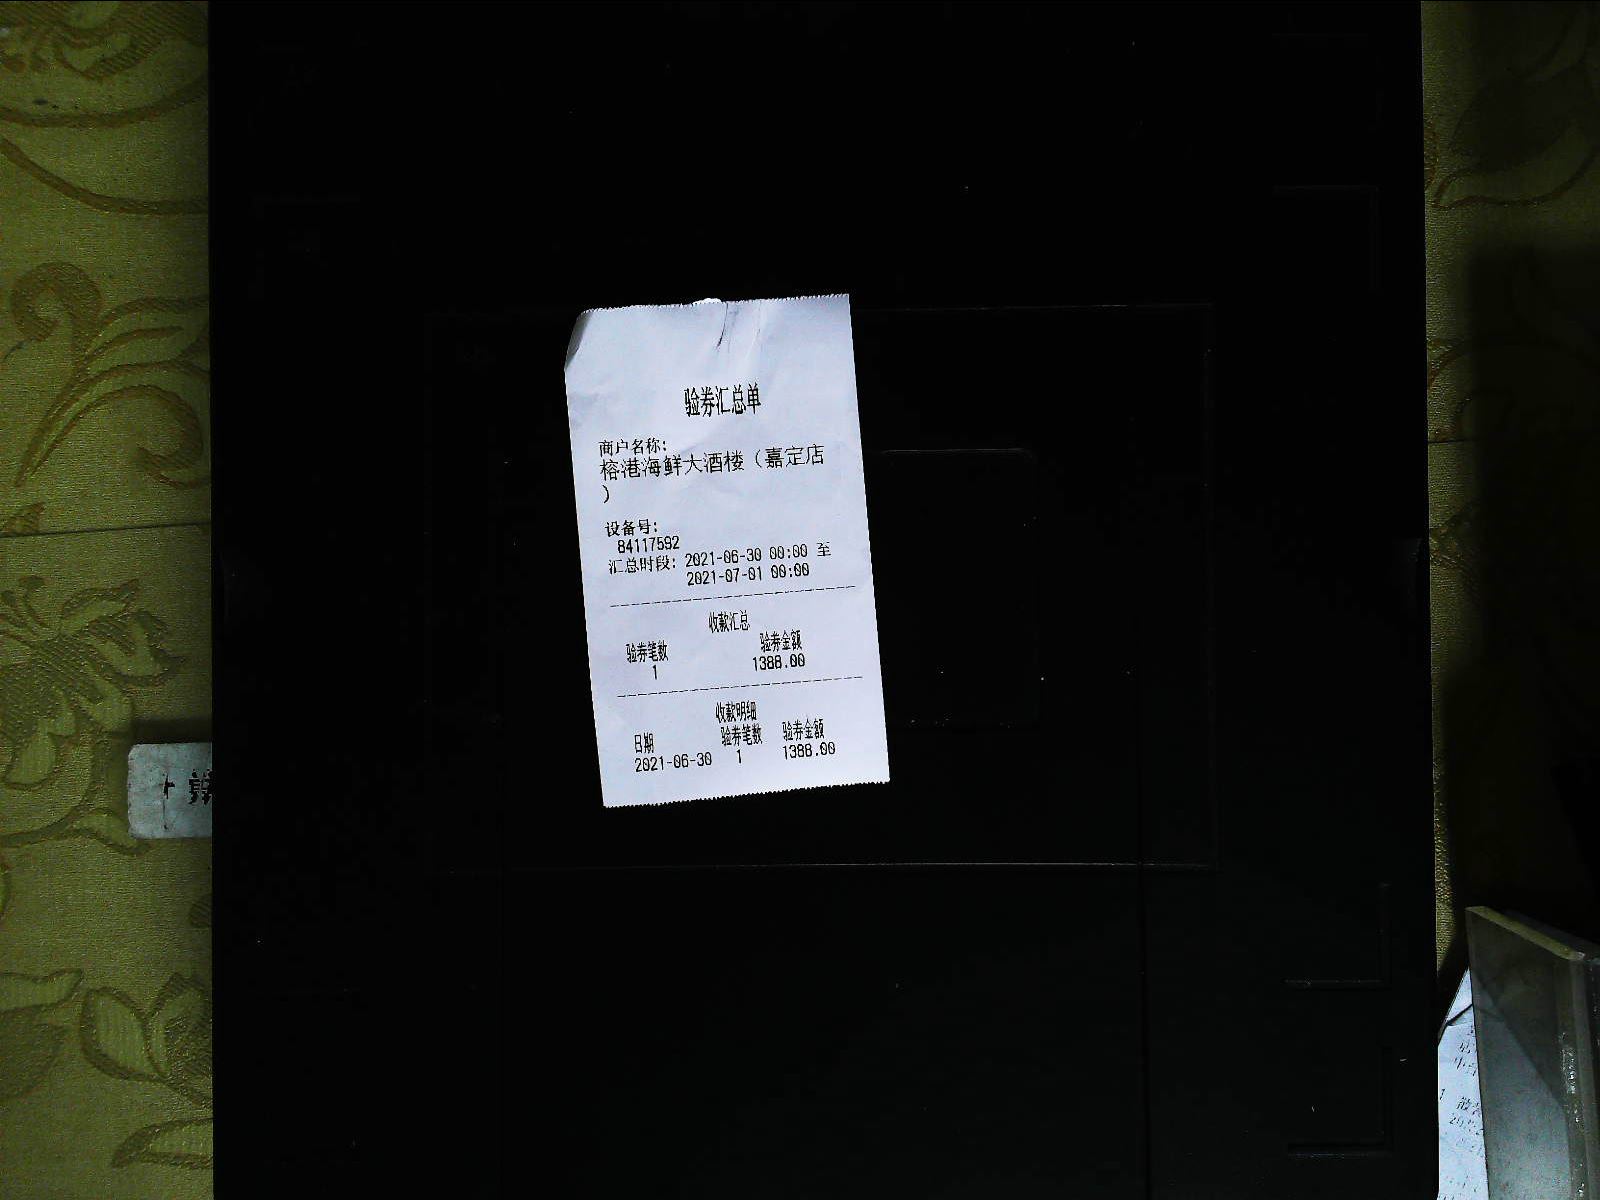 验券汇总单
商户名称:
榕港海鲜大酒楼（嘉定店
）
设备号:
84117592
汇总时段: 2021-06-30 00:00 至
2021-07-01 00:00
收款汇总
验券笔数 验券金额
1 1388.00
收款明细
日期 验券笔数 验券金额
2021-06-30 1 1388.00